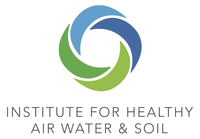 INSTITUTE FOR HEALTHY
AIR WATER & SOIL